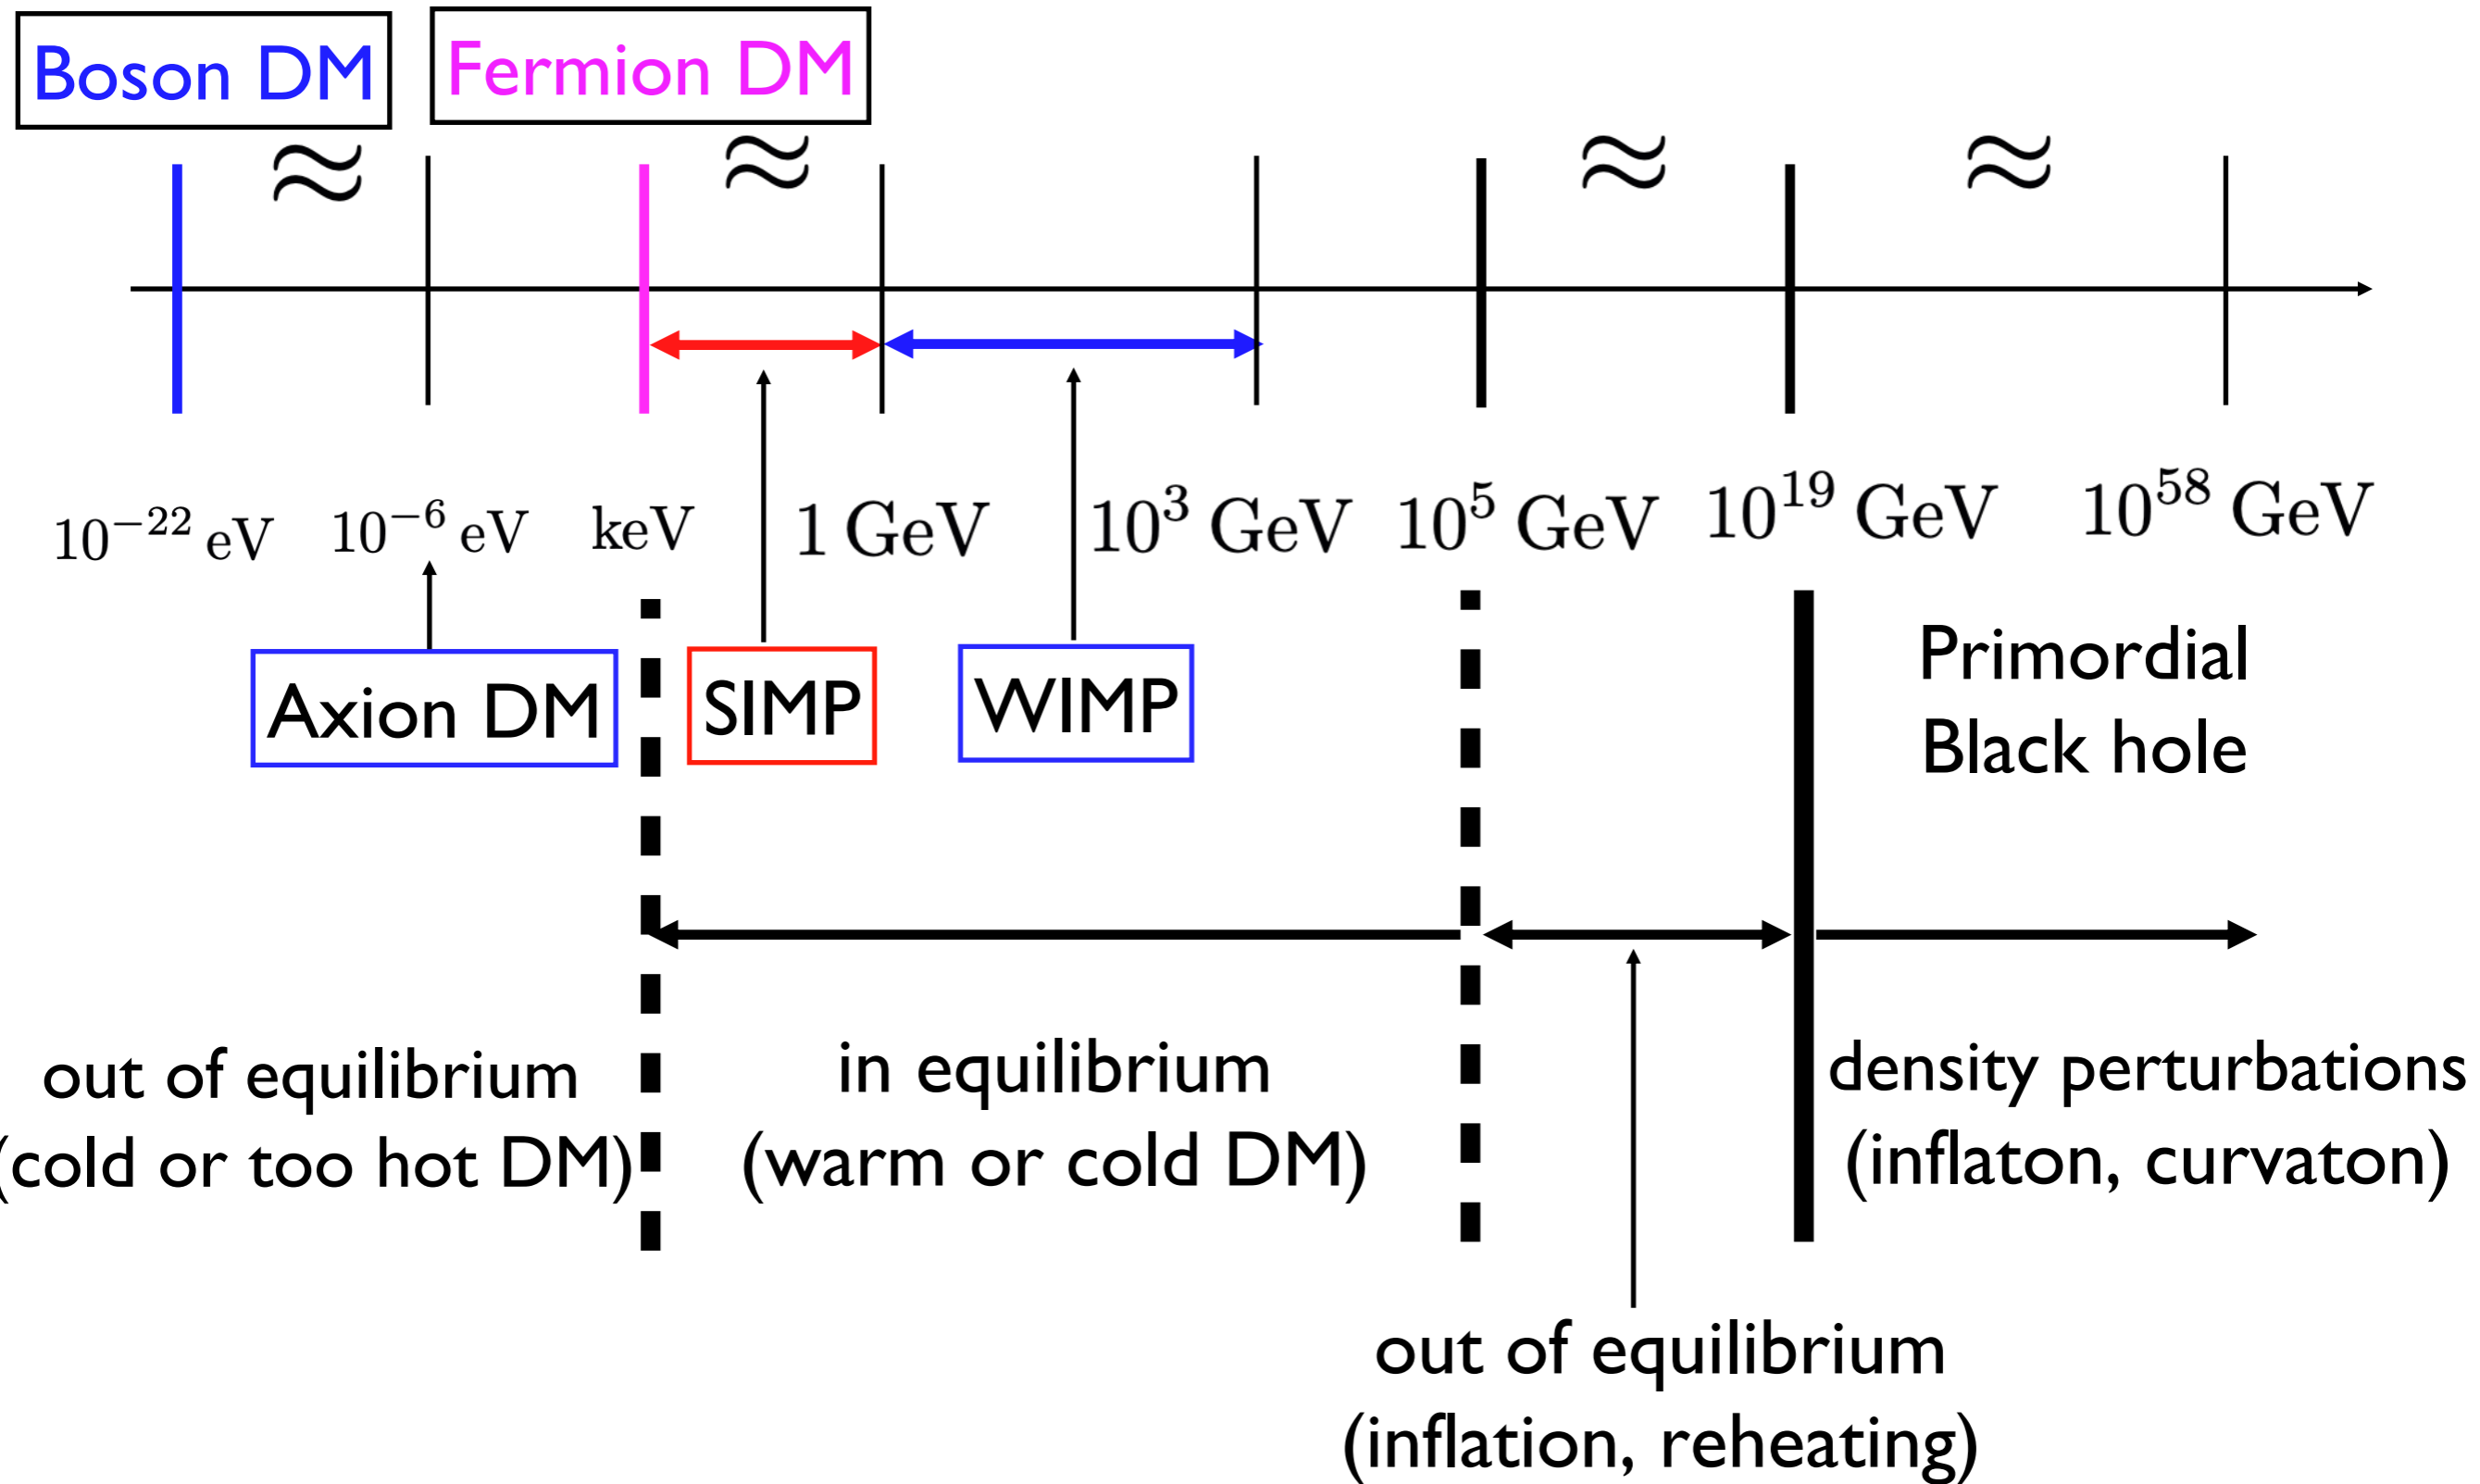 Boson DM
Fermion DM
≈ ≈ ≈ ≈
10^{-22} eV 10^{-6} eV keV 1 GeV 10^3 GeV 10^5 GeV 10^{19} GeV 10^{58} GeV
Axion DM
SIMP
WIMP
Primordial
Black hole
out of equilibrium
(cold or too hot DM)
in equilibrium
(warm or cold DM)
density perturbations
(inflaton, curvaton)
out of equilibrium
(inflation, reheating)